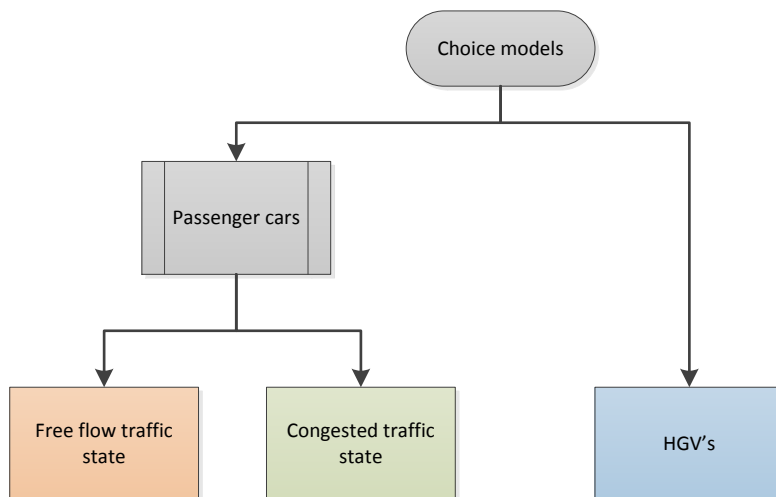 Choice models
Passenger cars
Free flow traffic
state
Congested traffic
state
HGV’s